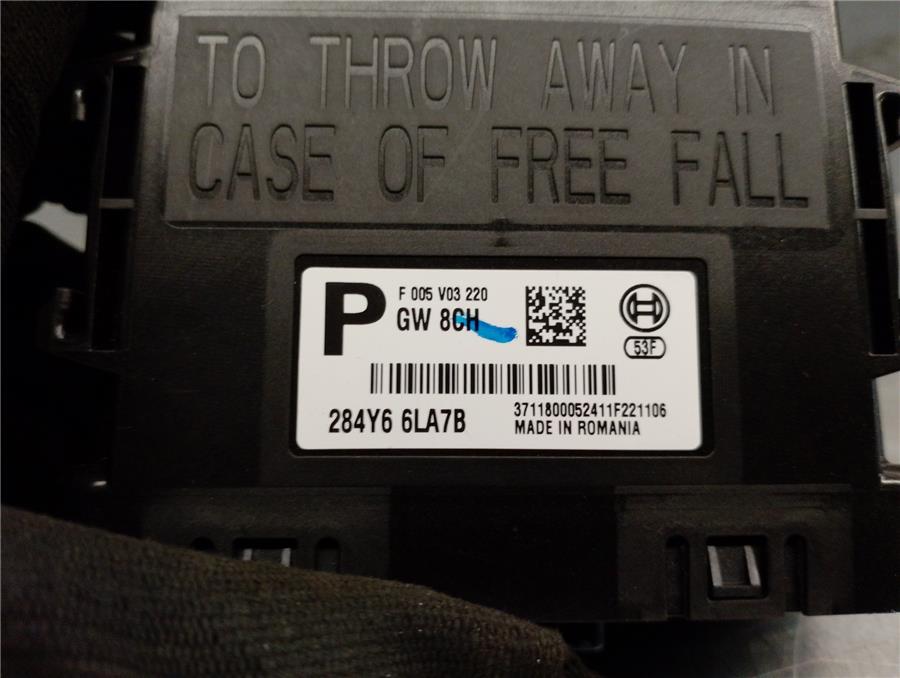 TO THROW AWAY IN
CASE OF FREE FALL
P
F 005 V03 220
GW 8CH
53F
284Y6 6LA7B
3711800052411F221106
MADE IN ROMANIA